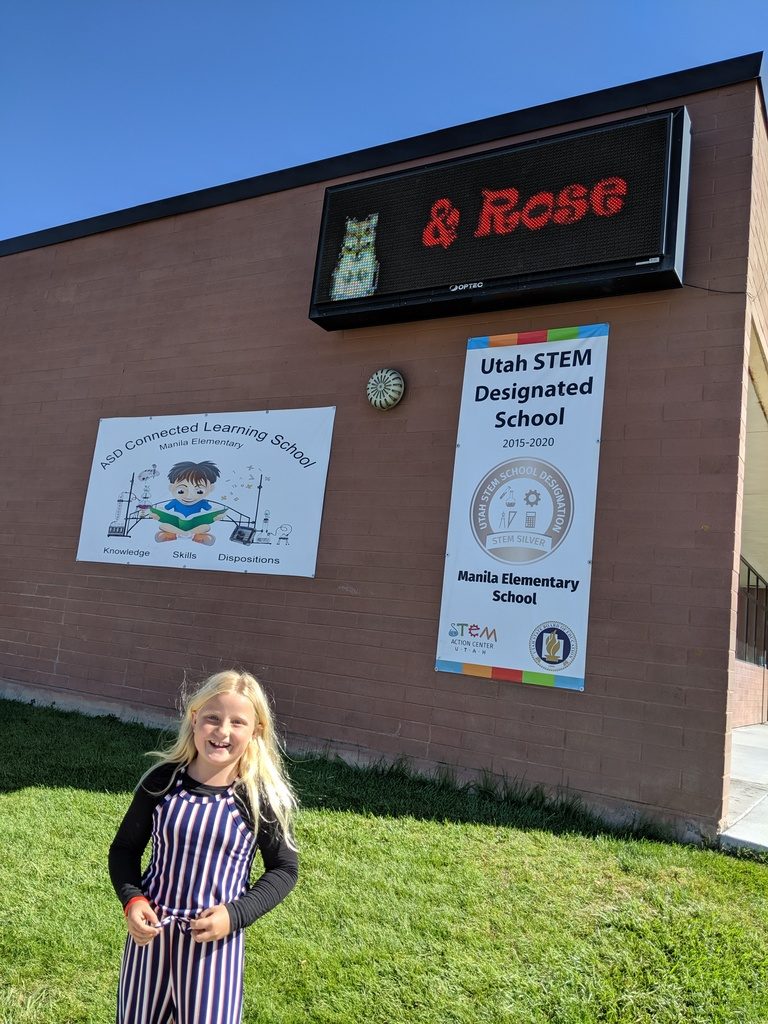 & Rose
OPTEC
Utah STEM
Designated
School
2015-2020
UTAH STEM SCHOOL DESIGNATION
STEM SILVER
Manila Elementary
School
STEM
ACTION CENTER
UTAH
ASD Connected Learning School
Manila Elementary
Knowledge Skills Dispositions